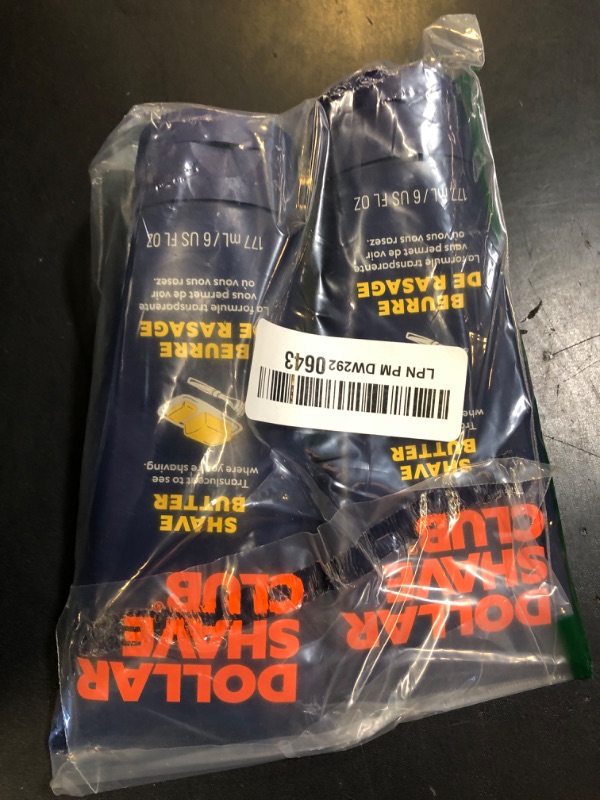 DOLLAR
SHAVE
CLUB
SHAVE
BUTTER
Translucent to see
where you're shaving.
BEURRE
DE RASAGE
La formule transparente
vous permet de voir
où vous rasez.
177 mL / 6 US FL OZ
DOLLAR
SHAVE
CLUB
SHAVE
BUTTER
BEURRE
DE RASAGE
La formule transparente
vous permet de voir
où vous rasez.
177 mL / 6 US FL OZ
LPN PM DW292 0643